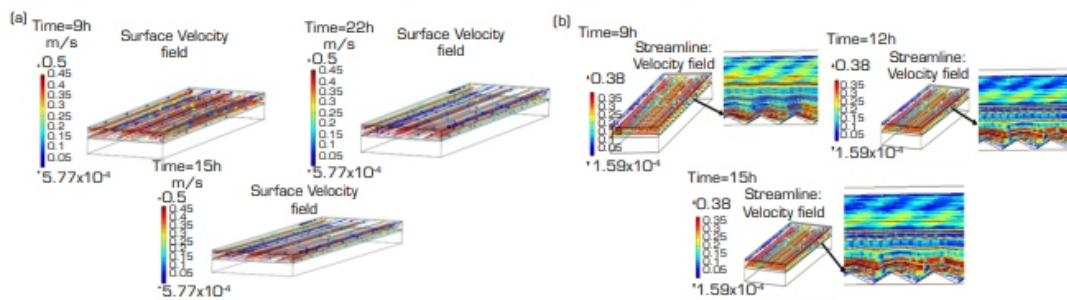 (a)
Time=9h
m/s
Surface Velocity
field
▴0.5
0.45
0.4
0.35
0.3
0.25
0.2
0.15
0.1
0.05
▾5.77x10⁻⁴
Time=22h
m/s
Surface Velocity
field
▴0.5
0.45
0.4
0.35
0.3
0.25
0.2
0.15
0.1
0.05
▾5.77x10⁻⁴
Time=15h
m/s
Surface Velocity
field
▴0.5
0.45
0.4
0.35
0.3
0.25
0.2
0.15
0.1
0.05
▾5.77x10⁻⁴
(b)
Time=9h
Streamline:
Velocity field
▴0.38
0.35
0.3
0.25
0.2
0.15
0.1
0.05
▾1.59x10⁻⁴
Time=12h
Streamline:
Velocity field
▴0.38
0.35
0.3
0.25
0.2
0.15
0.1
0.05
▾1.59x10⁻⁴
Time=15h
Streamline:
Velocity field
▴0.38
0.35
0.3
0.25
0.2
0.15
0.1
0.05
▾1.59x10⁻⁴